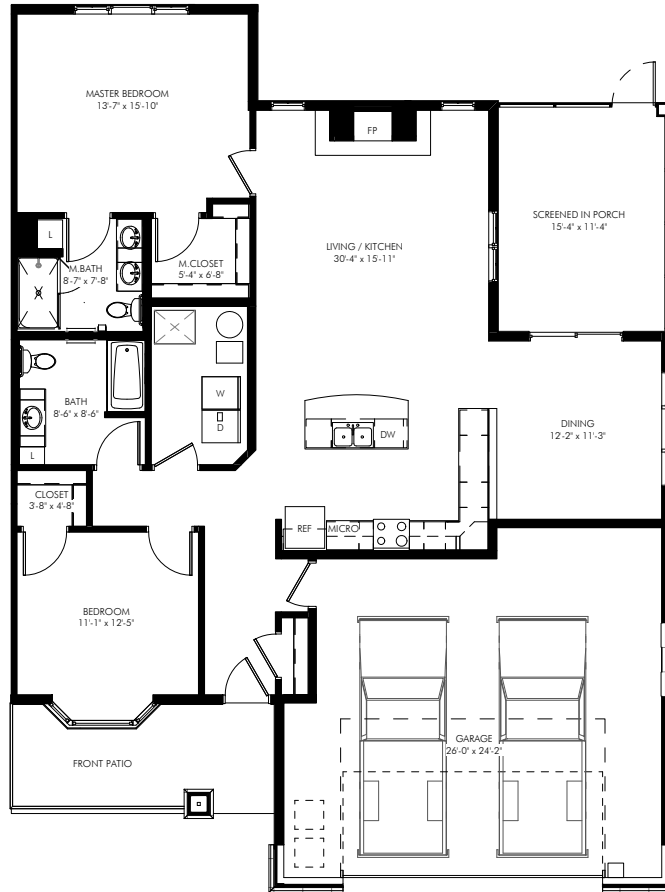 MASTER BEDROOM
13'-7" x 15'-10"
FP
SCREENED IN PORCH
15'-4" x 11'-4"
L
LIVING / KITCHEN
30'-4" x 15'-11"
M.BATH
8'-7" x 7'-8"
M.CLOSET
5'-4" x 6'-8"
W
D
BATH
8'-6" x 8'-6"
L
DW
DINING
12'-2" x 11'-3"
CLOSET
3'-8" x 4'-8"
REF
MICRO
BEDROOM
11'-1" x 12'-5"
GARAGE
26'-0" x 24'-2"
FRONT PATIO